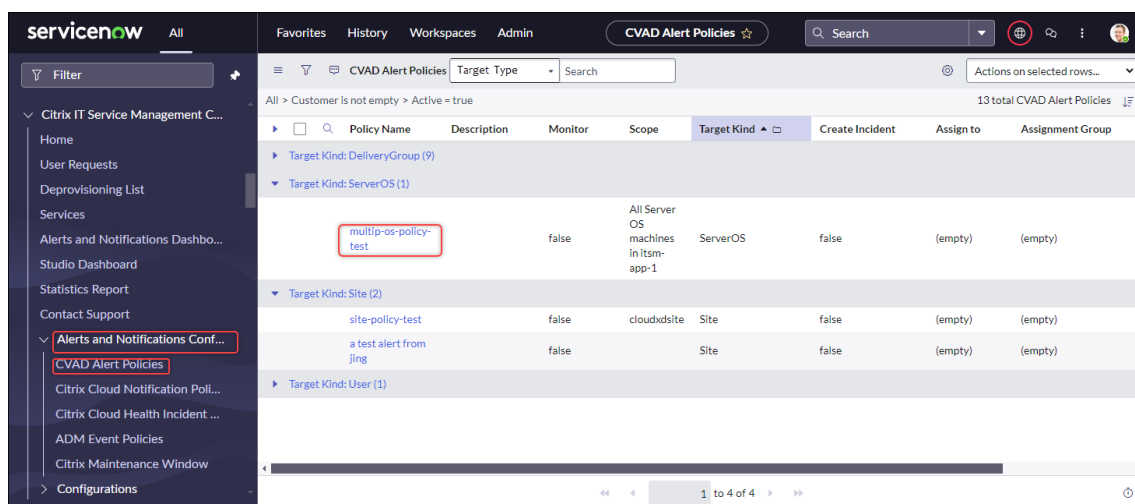 servicenow All Favorites History Workspaces Admin CVAD Alert Policies Search
Filter
CVAD Alert Policies Target Type Search Actions on selected rows...
All > Customer is not empty > Active = true 13 total CVAD Alert Policies
Citrix IT Service Management C...
Home
User Requests
Deprovisioning List
Services
Alerts and Notifications Dashbo...
Studio Dashboard
Statistics Report
Contact Support
Alerts and Notifications Conf...
CVAD Alert Policies
Citrix Cloud Notification Poli...
Citrix Cloud Health Incident ...
ADM Event Policies
Citrix Maintenance Window
Configurations
Policy Name Description Monitor Scope Target Kind Create Incident Assign to Assignment Group
Target Kind: DeliveryGroup (9)
Target Kind: ServerOS (1)
multip-os-policy-
test
false
All Server
OS
machines
in itsm-
app-1
ServerOS false (empty) (empty)
Target Kind: Site (2)
site-policy-test false cloudxdsite Site false (empty) (empty)
a test alert from
jing
false Site false (empty) (empty)
Target Kind: User (1)
1 to 4 of 4